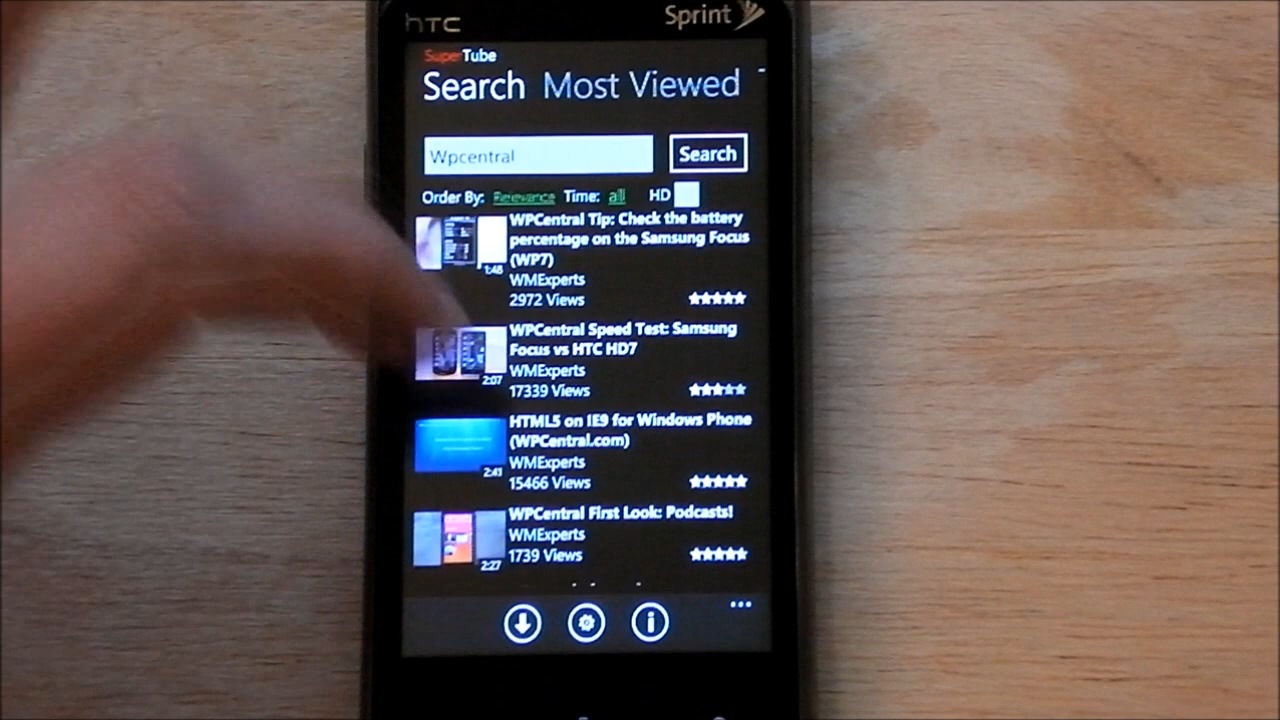 hTC
Sprint
SuperTube
Search Most Viewed
Wpcentral
Search
Order By: Relevance Time: all HD
WPCentral Tip: Check the battery
percentage on the Samsung Focus
(WP7)
1:48
WMExperts
2972 Views
WPCentral Speed Test: Samsung
Focus vs HTC HD7
WMExperts
2:07
17339 Views
HTML5 on IE9 for Windows Phone
(WPCentral.com)
WMExperts
2:41
15466 Views
WPCentral First Look: Podcasts!
WMExperts
1739 Views
2:27